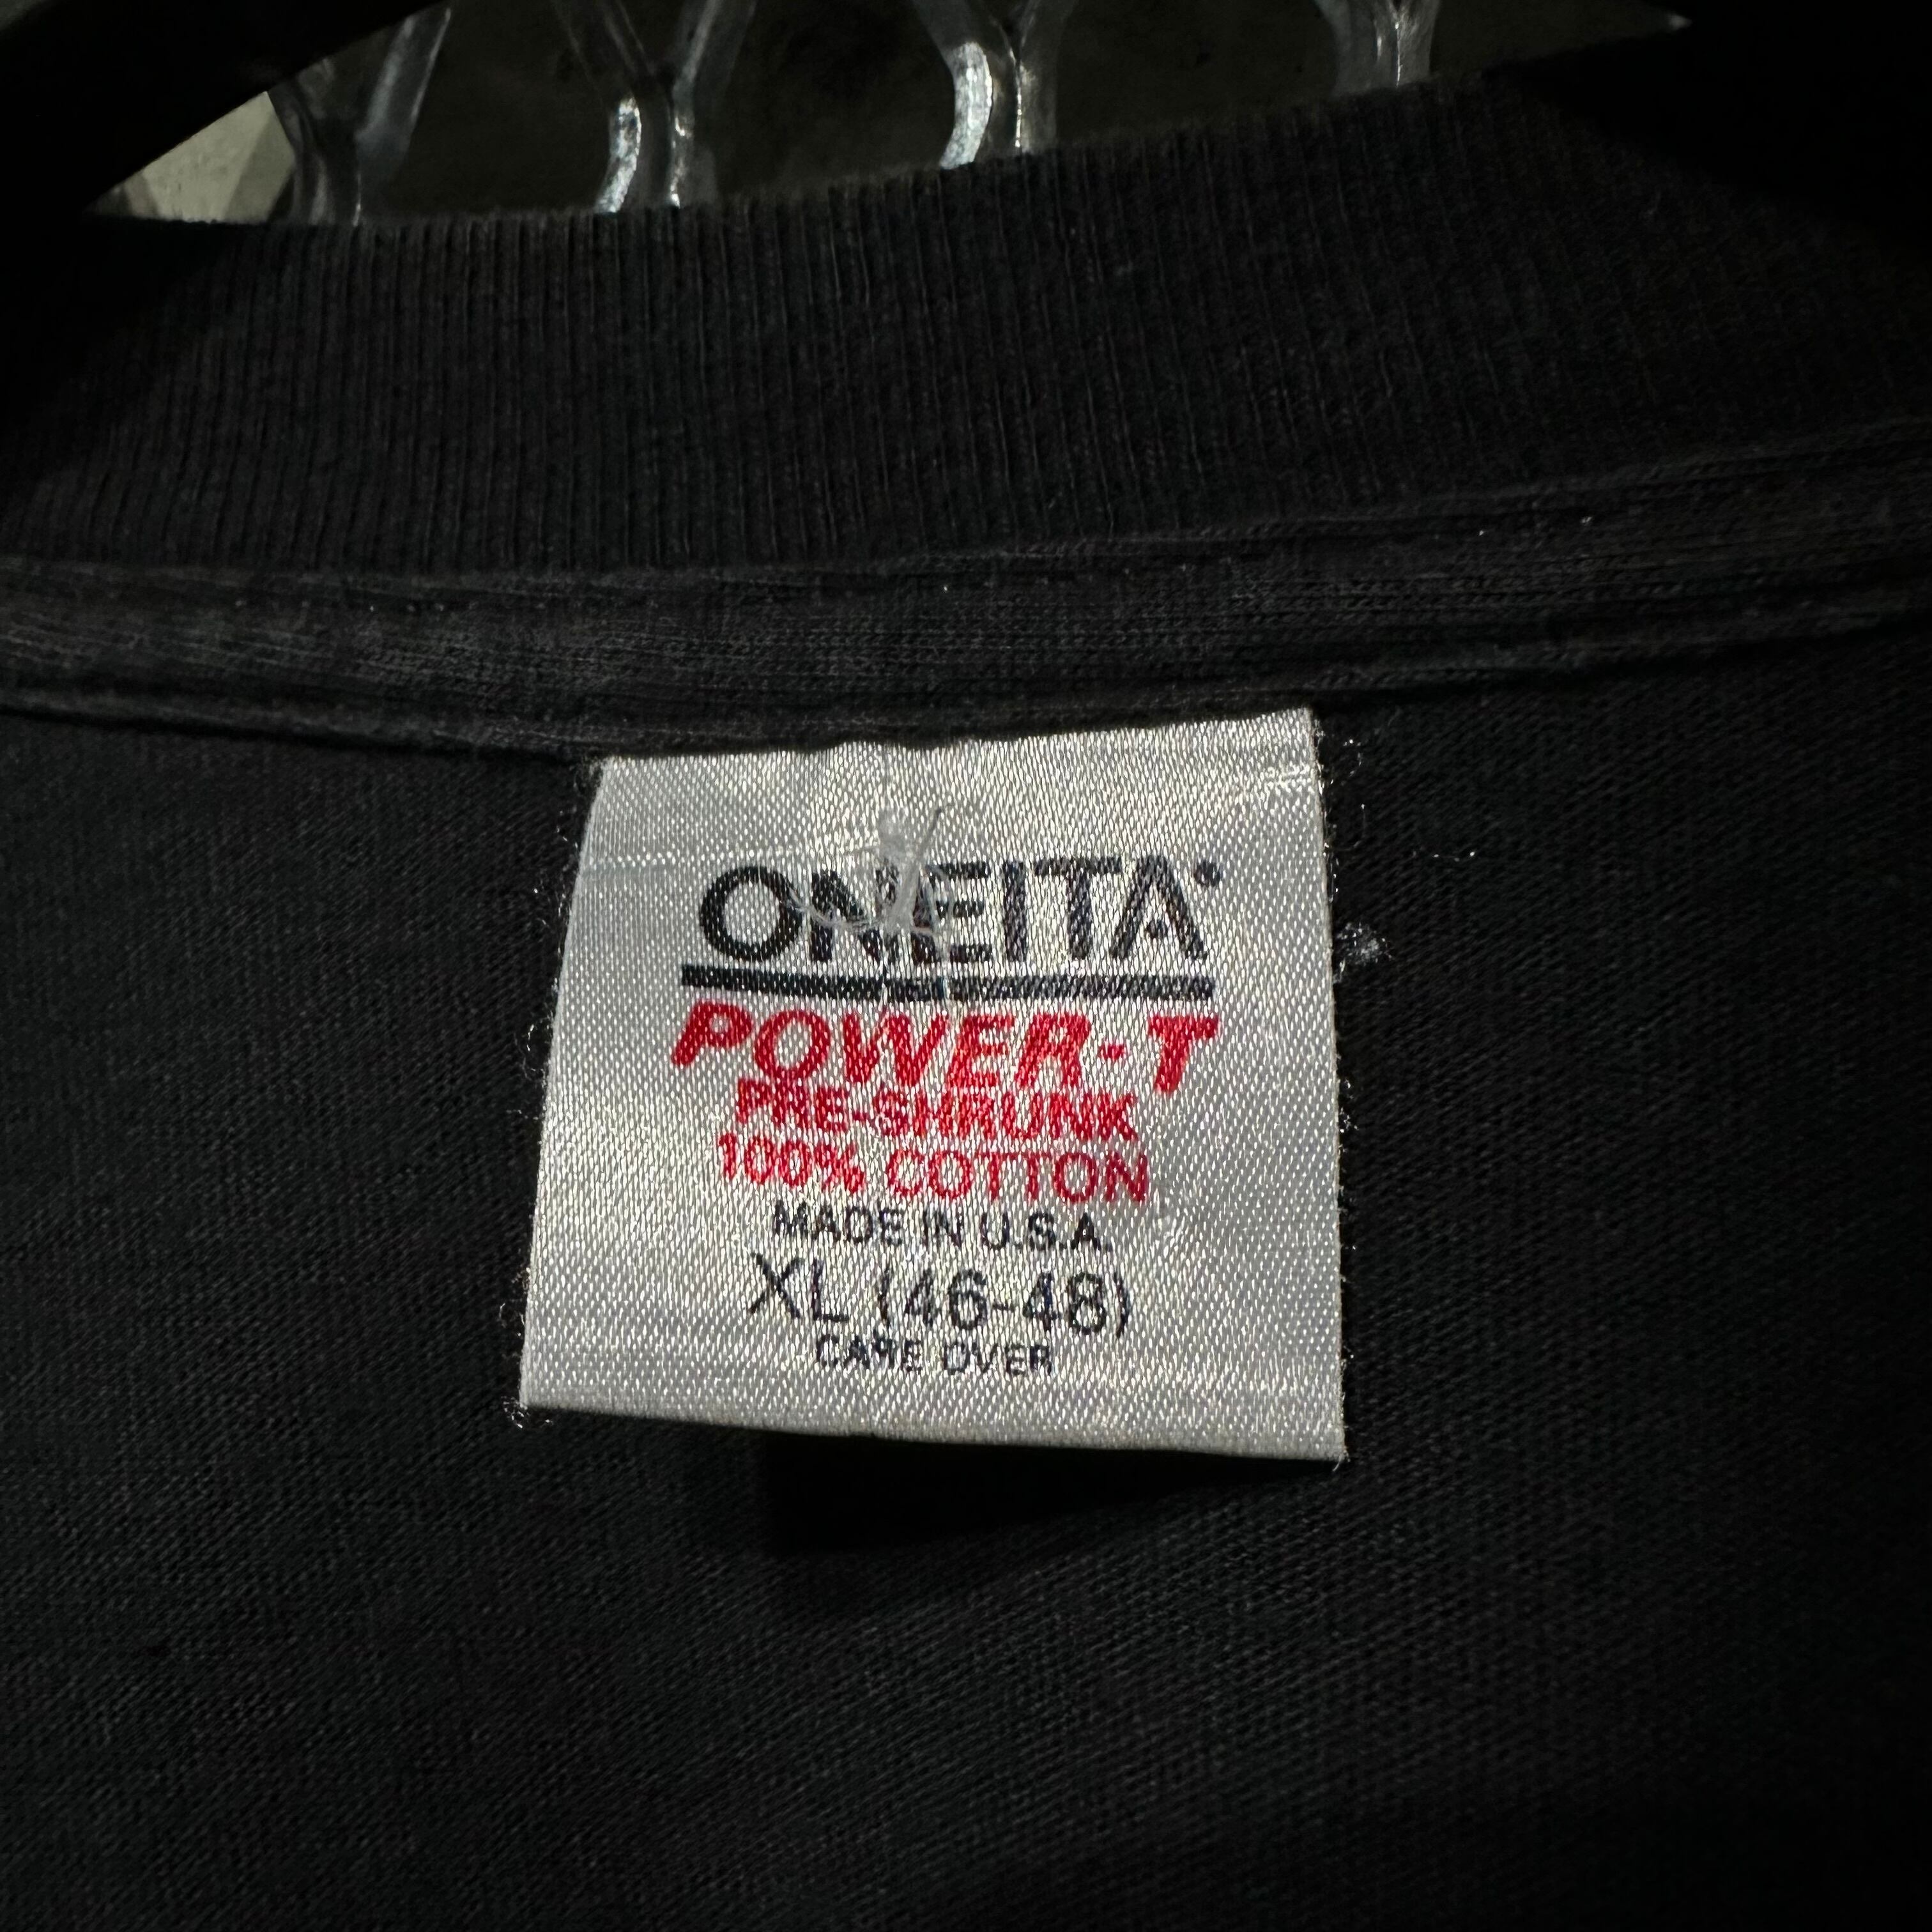 ONEITA
POWER-T
PRE-SHRUNK
100% COTTON
MADE IN U.S.A.
XL (46-48)
CARE OVER